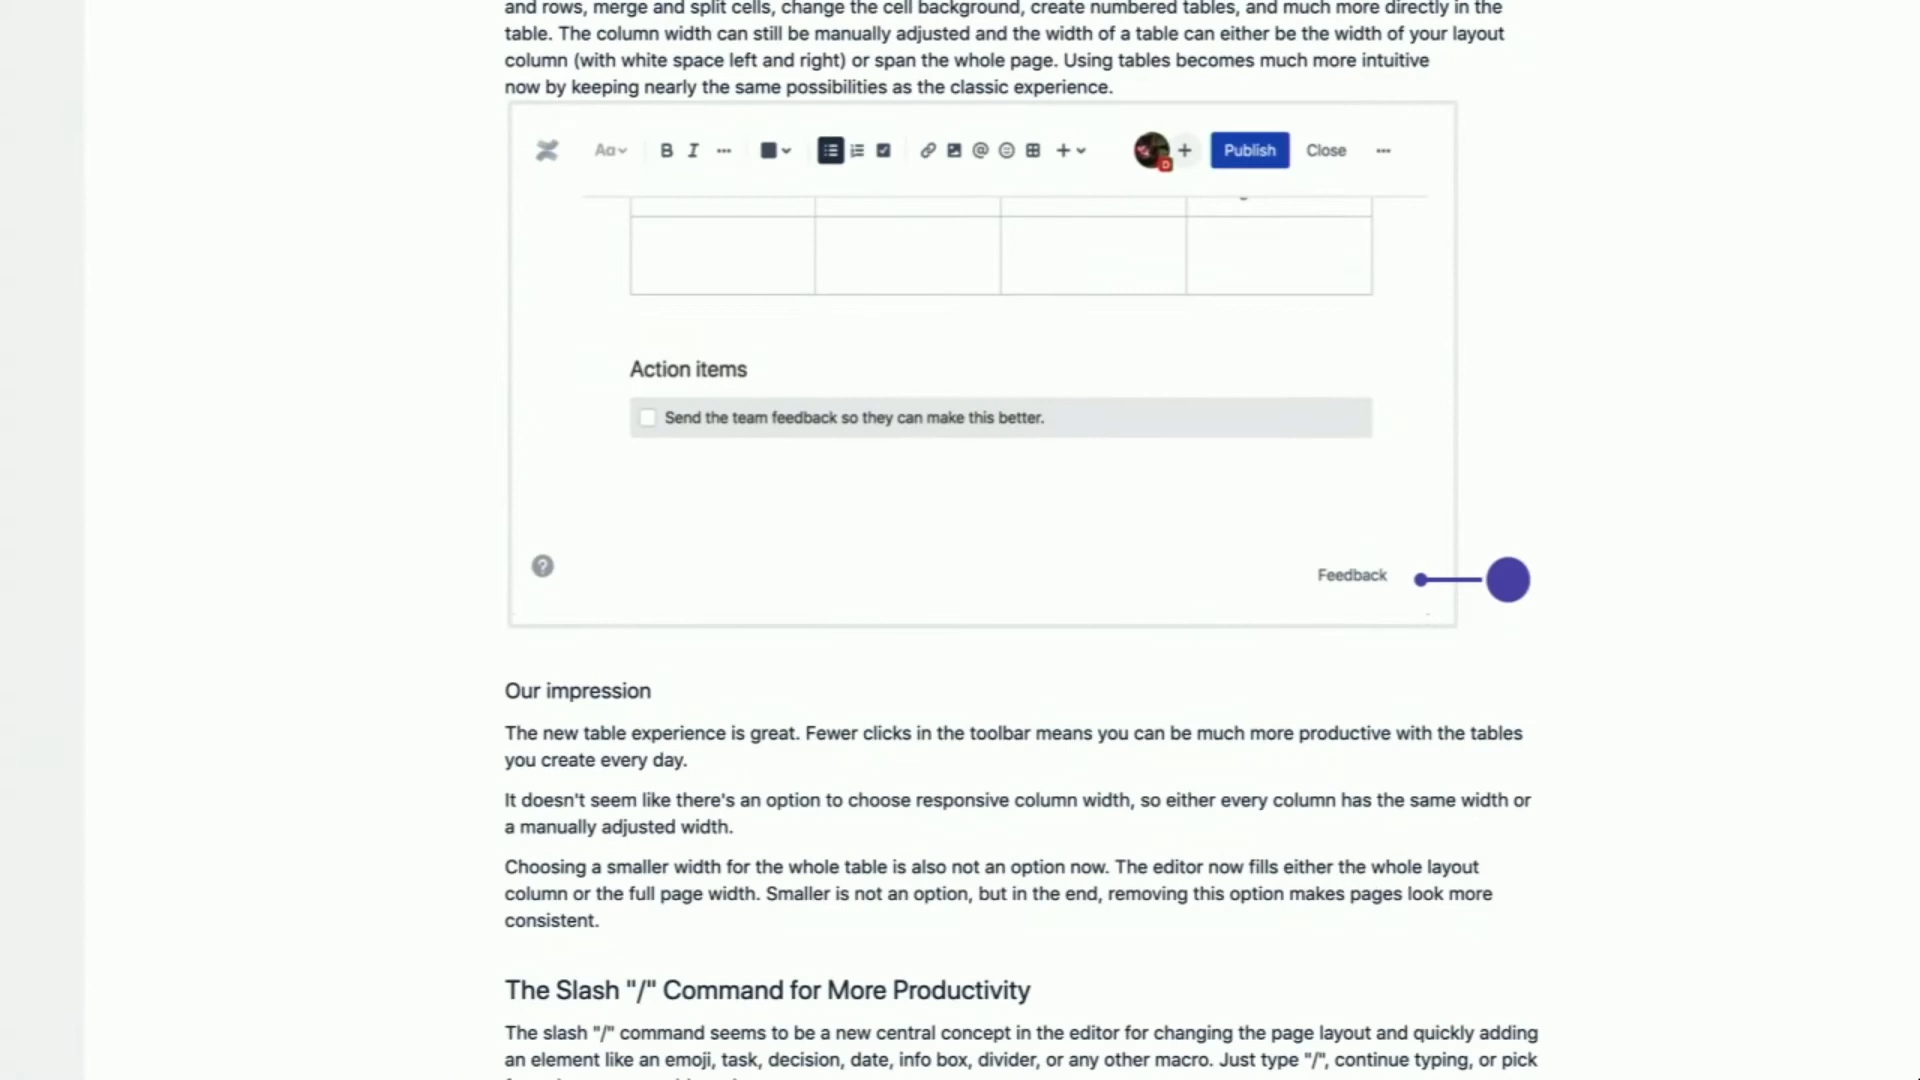 and rows, merge and split cells, change the cell background, create numbered tables, and much more directly in the
table. The column width can still be manually adjusted and the width of a table can either be the width of your layout
column (with white space left and right) or span the whole page. Using tables becomes much more intuitive
now by keeping nearly the same possibilities as the classic experience.
Aa B I ··· @ + + Publish Close ···
Action items
Send the team feedback so they can make this better.
? Feedback
Our impression
The new table experience is great. Fewer clicks in the toolbar means you can be much more productive with the tables
you create every day.
It doesn't seem like there's an option to choose responsive column width, so either every column has the same width or
a manually adjusted width.
Choosing a smaller width for the whole table is also not an option now. The editor now fills either the whole layout
column or the full page width. Smaller is not an option, but in the end, removing this option makes pages look more
consistent.
The Slash "/" Command for More Productivity
The slash "/" command seems to be a new central concept in the editor for changing the page layout and quickly adding
an element like an emoji, task, decision, date, info box, divider, or any other macro. Just type "/", continue typing, or pick